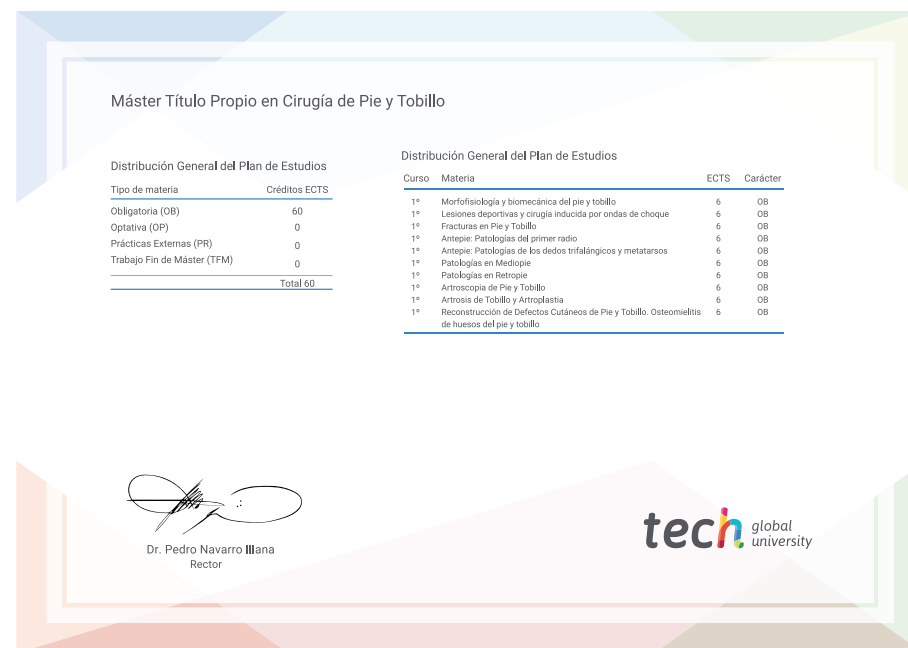 Máster Título Propio en Cirugía de Pie y Tobillo
Distribución General del Plan de Estudios
Tipo de materia Créditos ECTS
Obligatoria (OB) 60
Optativa (OP) 0
Prácticas Externas (PR) 0
Trabajo Fin de Máster (TFM) 0
Total 60
Distribución General del Plan de Estudios
Curso Materia ECTS Carácter
1º Morfofisiología y biomecánica del pie y tobillo 6 OB
1º Lesiones deportivas y cirugía inducida por ondas de choque 6 OB
1º Fracturas en Pie y Tobillo 6 OB
1º Antepie: Patologías del primer radio 6 OB
1º Antepie: Patologías de los dedos trifalángicos y metatarsos 6 OB
1º Patologías en Mediopie 6 OB
1º Patologías en Retropie 6 OB
1º Artroscopia de Pie y Tobillo 6 OB
1º Artrosis de Tobillo y Artroplastia 6 OB
1º Reconstrucción de Defectos Cutáneos de Pie y Tobillo. Osteomielitis 6 OB
de huesos del pie y tobillo
Dr. Pedro Navarro Illana
Rector
tech global
university